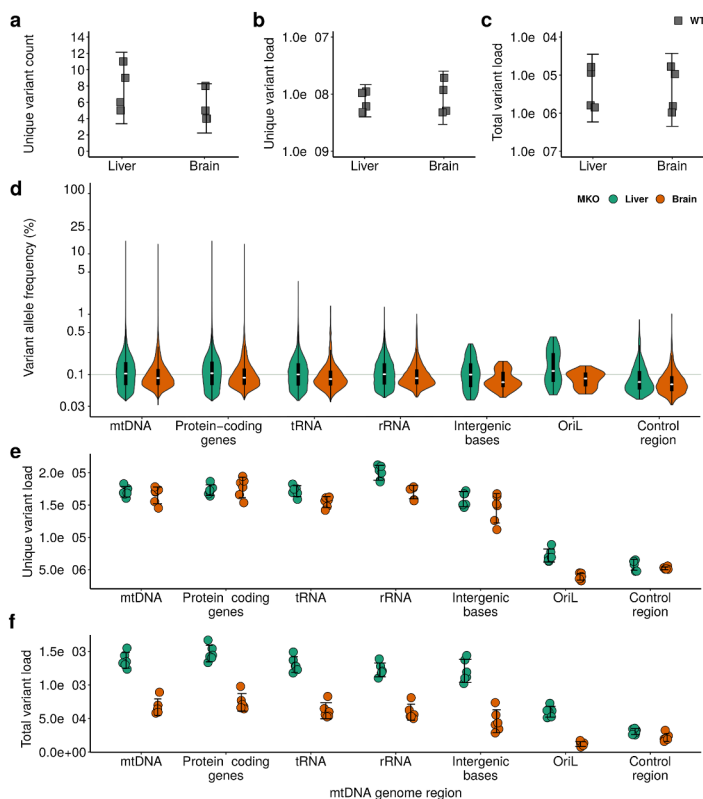 a
Unique variant count
14
12
10
8
6
4
2
0
Liver
Brain
b
Unique variant load
1.0e 07
1.0e 08
1.0e 09
Liver
Brain
c
WT
Total variant load
1.0e 04
1.0e 05
1.0e 06
1.0e 07
Liver
Brain
d
MKO Liver Brain
Variant allele frequency (%)
100
25
10
5
1
0.5
0.1
0.03
mtDNA
Protein−coding
genes
tRNA
rRNA
Intergenic
bases
OriL
Control
region
e
Unique variant load
2.0e 05
1.5e 05
1.0e 05
5.0e 06
mtDNA
Protein coding
genes
tRNA
rRNA
Intergenic
bases
OriL
Control
region
f
Total variant load
1.5e 03
1.0e 03
5.0e 04
0.0e+00
mtDNA
Protein coding
genes
tRNA
rRNA
Intergenic
bases
OriL
Control
region
mtDNA genome region